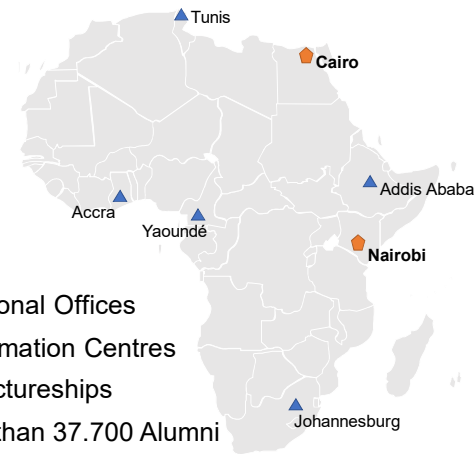 Tunis
Cairo
Addis Ababa
Accra
Yaoundé
Nairobi
onal Offices
mation Centres
ctureships
than 37.700 Alumni
Johannesburg